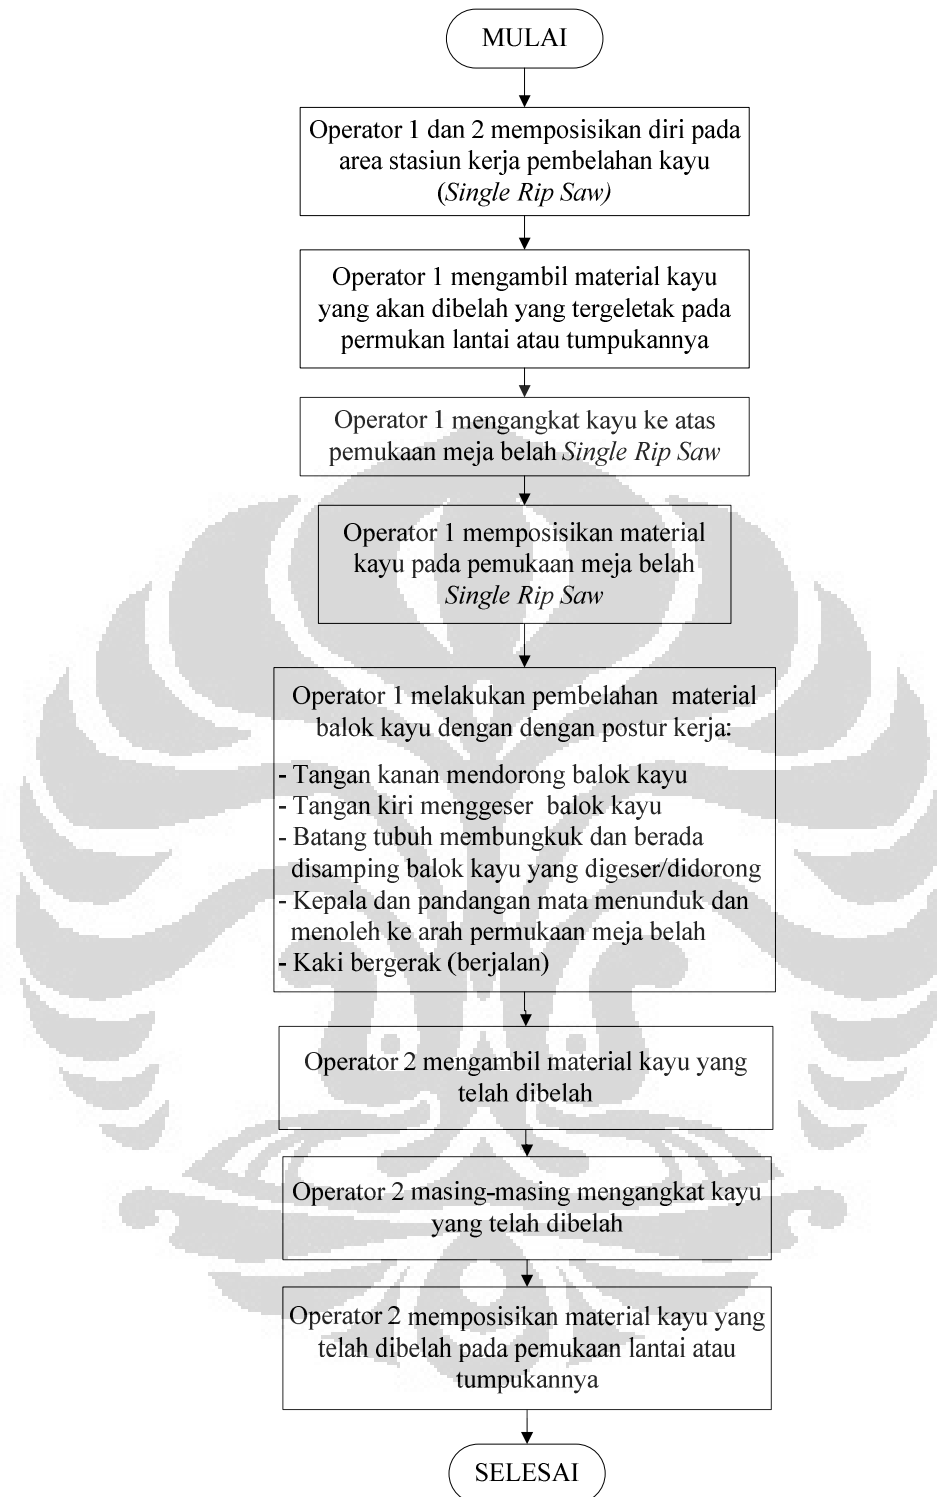 MULAI
Operator 1 dan 2 memposisikan diri pada
area stasiun kerja pembelahan kayu
(Single Rip Saw)
Operator 1 mengambil material kayu
yang akan dibelah yang tergeletak pada
permukan lantai atau tumpukannya
Operator 1 mengangkat kayu ke atas
pemukaan meja belah Single Rip Saw
Operator 1 memposisikan material
kayu pada pemukaan meja belah
Single Rip Saw
Operator 1 melakukan pembelahan material
balok kayu dengan dengan postur kerja:
- Tangan kanan mendorong balok kayu
- Tangan kiri menggeser balok kayu
- Batang tubuh membungkuk dan berada
disamping balok kayu yang digeser/didorong
- Kepala dan pandangan mata menunduk dan
menoleh ke arah permukaan meja belah
- Kaki bergerak (berjalan)
Operator 2 mengambil material kayu yang
telah dibelah
Operator 2 masing-masing mengangkat kayu
yang telah dibelah
Operator 2 memposisikan material kayu yang
telah dibelah pada pemukaan lantai atau
tumpukannya
SELESAI